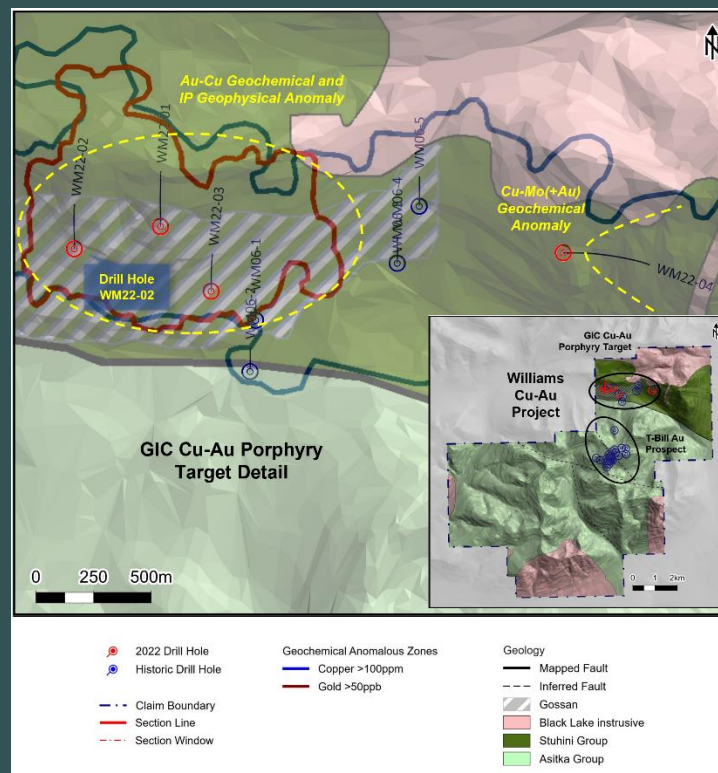 N
Au-Cu Geochemical and
IP Geophysical Anomaly
WM22-02
WM22-01
WM22-03
WM06-1
WM06-2
WM06-4
WM06-5
Cu-Mo(+Au)
Geochemical
Anomaly
WM22-04
Drill Hole
WM22-02
GIC Cu-Au Porphyry
Target Detail
0 250 500m
GIC Cu-Au
Porphyry Target
Williams
Cu-Au
Project
T-Bill Au
Prospect
0 1 2km
2022 Drill Hole
Historic Drill Hole
Claim Boundary
Section Line
Section Window
Geochemical Anomalous Zones
Copper >100ppm
Gold >50ppb
Geology
Mapped Fault
Inferred Fault
Gossan
Black Lake instrusive
Stuhini Group
Asitka Group